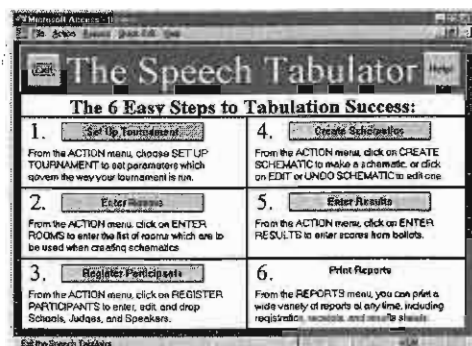 Microsoft Access -
File Action Reports Quick Edit Help
Exit The Speech Tabulator Help
The 6 Easy Steps to Tabulation Success:
1. Set Up Tournament
From the ACTION menu, choose SET UP
TOURNAMENT to set parameters which
govern the way your tournament is run.
2. Enter Rooms
From the ACTION menu, click on ENTER
ROOMS to enter the list of rooms which are to
be used when creating schematics
3. Register Participants
From the ACTION menu, click on REGISTER
PARTICIPANTS to enter, edit, and drop
Schools, Judges, and Speakers.
4. Create Schematics
From the ACTION menu, click on CREATE
SCHEMATIC to make a schematic, or click
on EDIT or UNDO SCHEMATIC to edit one.
5. Enter Results
From the ACTION menu, click on ENTER
RESULTS to enter scores from ballots.
6. Print Reports
From the REPORTS menu, you can print a
wide variety of reports at any time, including
registration, receipts, and results sheets.
Exit the Speech Tabulator